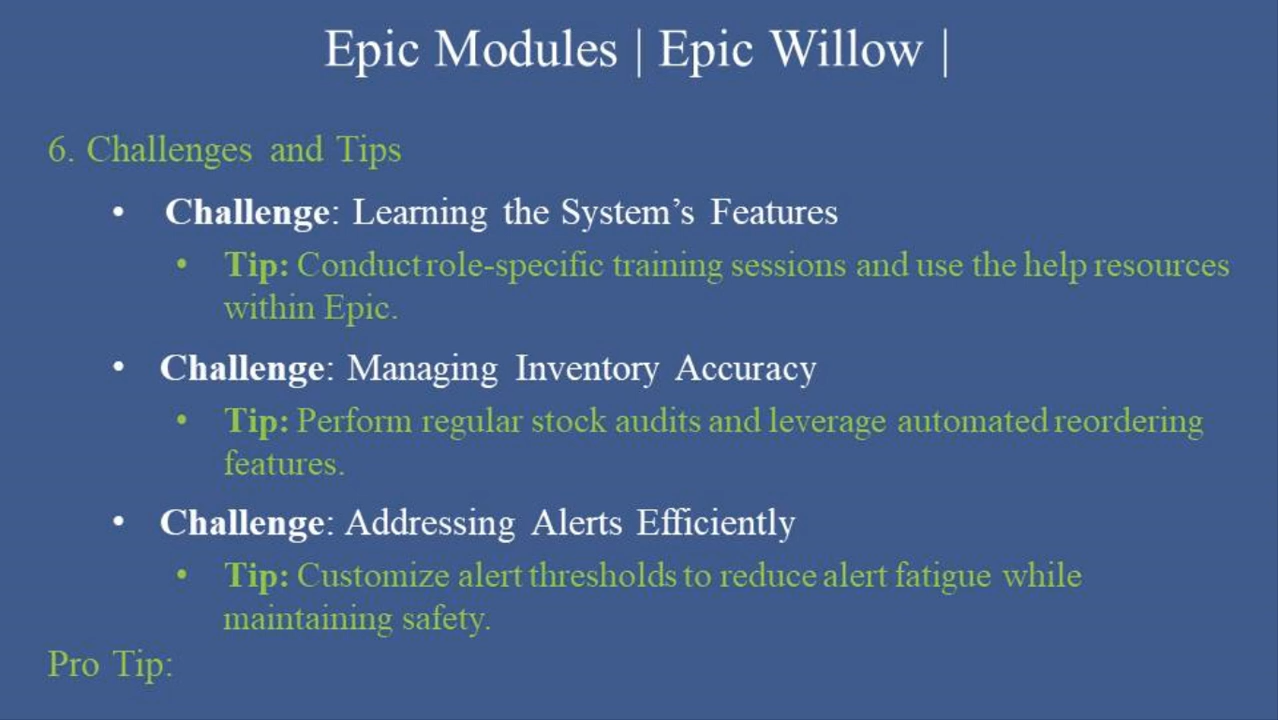 Epic Modules | Epic Willow |
6. Challenges and Tips
• Challenge: Learning the System’s Features
• Tip: Conduct role-specific training sessions and use the help resources
within Epic.
• Challenge: Managing Inventory Accuracy
• Tip: Perform regular stock audits and leverage automated reordering
features.
• Challenge: Addressing Alerts Efficiently
• Tip: Customize alert thresholds to reduce alert fatigue while
maintaining safety.
Pro Tip: